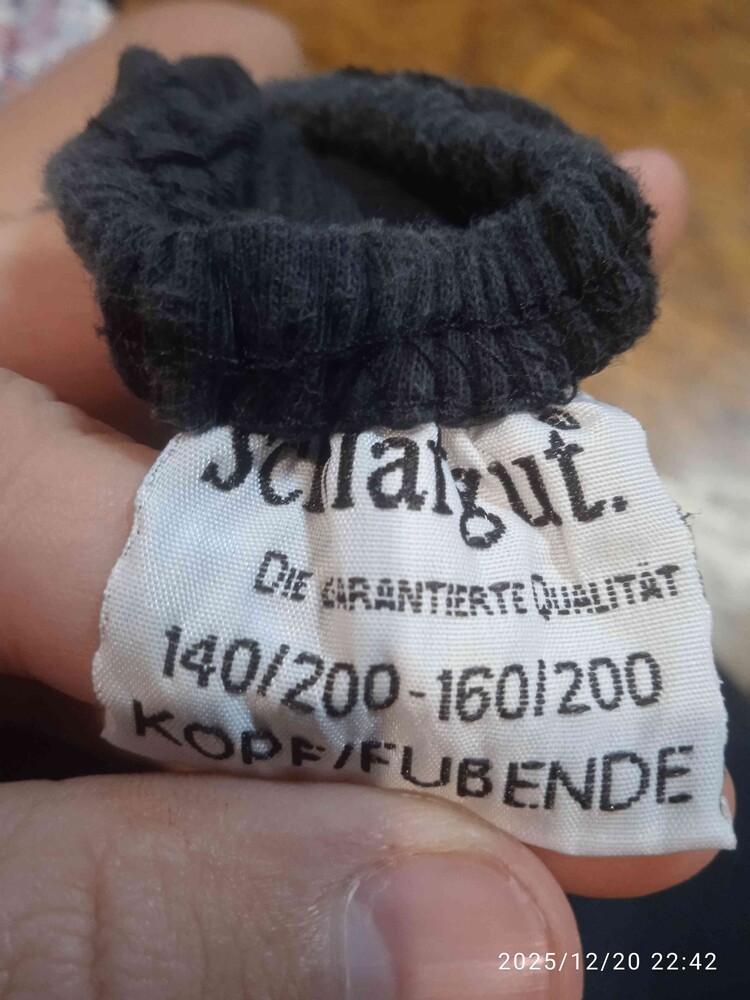 Schlafgut.
DIE GARANTIERTE QUALITÄT
140/200-160/200
KOPF/FUßENDE
2025/12/20 22:42